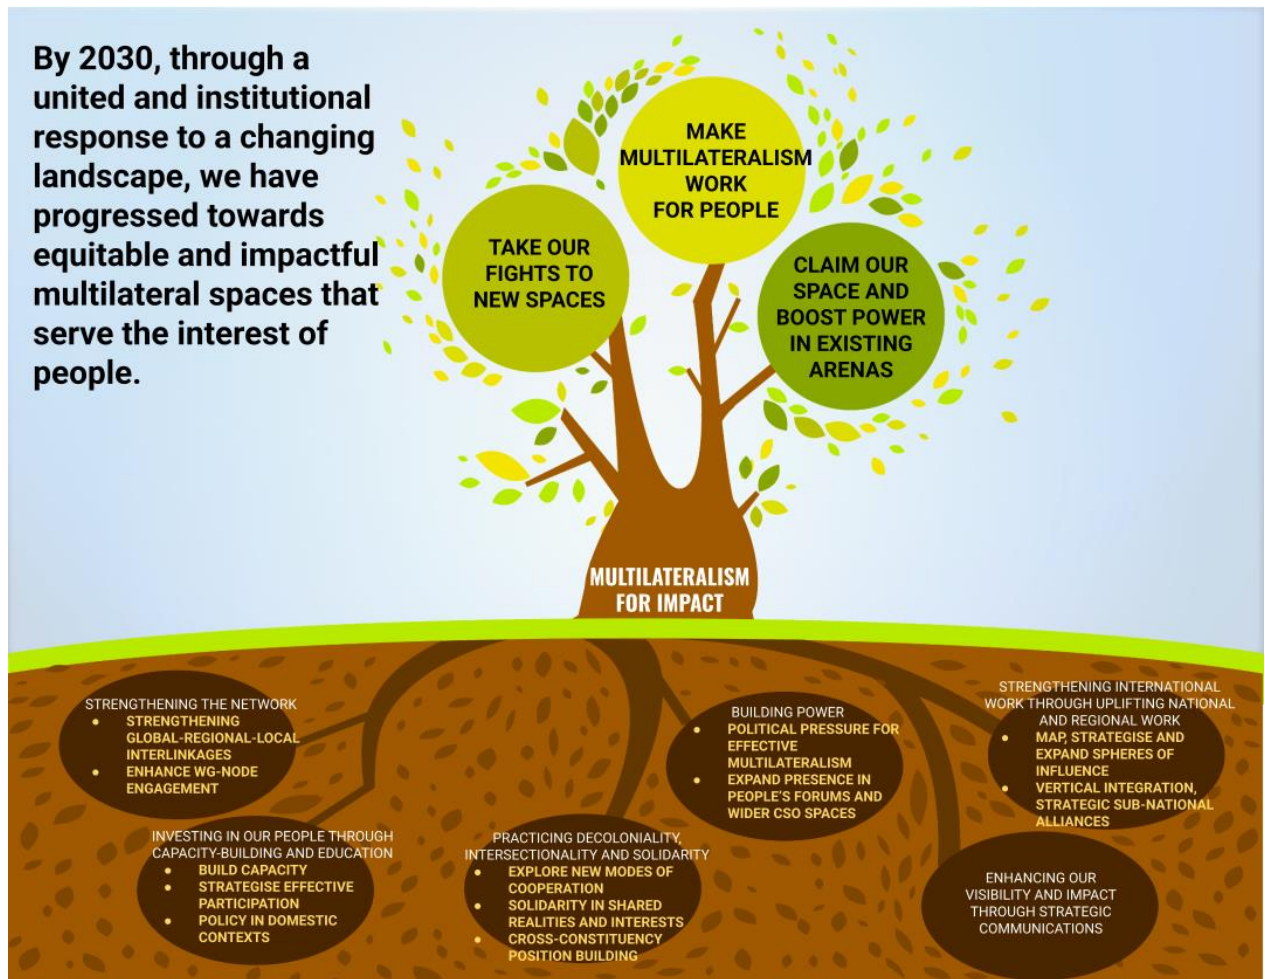 By 2030, through a
united and institutional
response to a changing
landscape, we have
progressed towards
equitable and impactful
multilateral spaces that
serve the interest of
people.
MAKE
MULTILATERALISM
WORK
FOR PEOPLE
TAKE OUR
FIGHTS TO
NEW SPACES
CLAIM OUR
SPACE AND
BOOST POWER
IN EXISTING
ARENAS
MULTILATERALISM
FOR IMPACT
STRENGTHENING THE NETWORK
● STRENGTHENING
GLOBAL-REGIONAL-LOCAL
INTERLINKAGES
● ENHANCE WG-NODE
ENGAGEMENT
BUILDING POWER
● POLITICAL PRESSURE FOR
EFFECTIVE
MULTILATERALISM
● EXPAND PRESENCE IN
PEOPLE'S FORUMS AND
WIDER CSO SPACES
STRENGTHENING INTERNATIONAL
WORK THROUGH UPLIFTING NATIONAL
AND REGIONAL WORK
● MAP, STRATEGISE AND
EXPAND SPHERES OF
INFLUENCE
● VERTICAL INTEGRATION,
STRATEGIC SUB-NATIONAL
ALLIANCES
INVESTING IN OUR PEOPLE THROUGH
CAPACITY-BUILDING AND EDUCATION
● BUILD CAPACITY
● STRATEGISE EFFECTIVE
PARTICIPATION
● POLICY IN DOMESTIC
CONTEXTS
PRACTICING DECOLONIALITY,
INTERSECTIONALITY AND SOLIDARITY
● EXPLORE NEW MODES OF
COOPERATION
● SOLIDARITY IN SHARED
REALITIES AND INTERESTS
● CROSS-CONSTITUENCY
POSITION BUILDING
ENHANCING OUR
VISIBILITY AND IMPACT
THROUGH STRATEGIC
COMMUNICATIONS